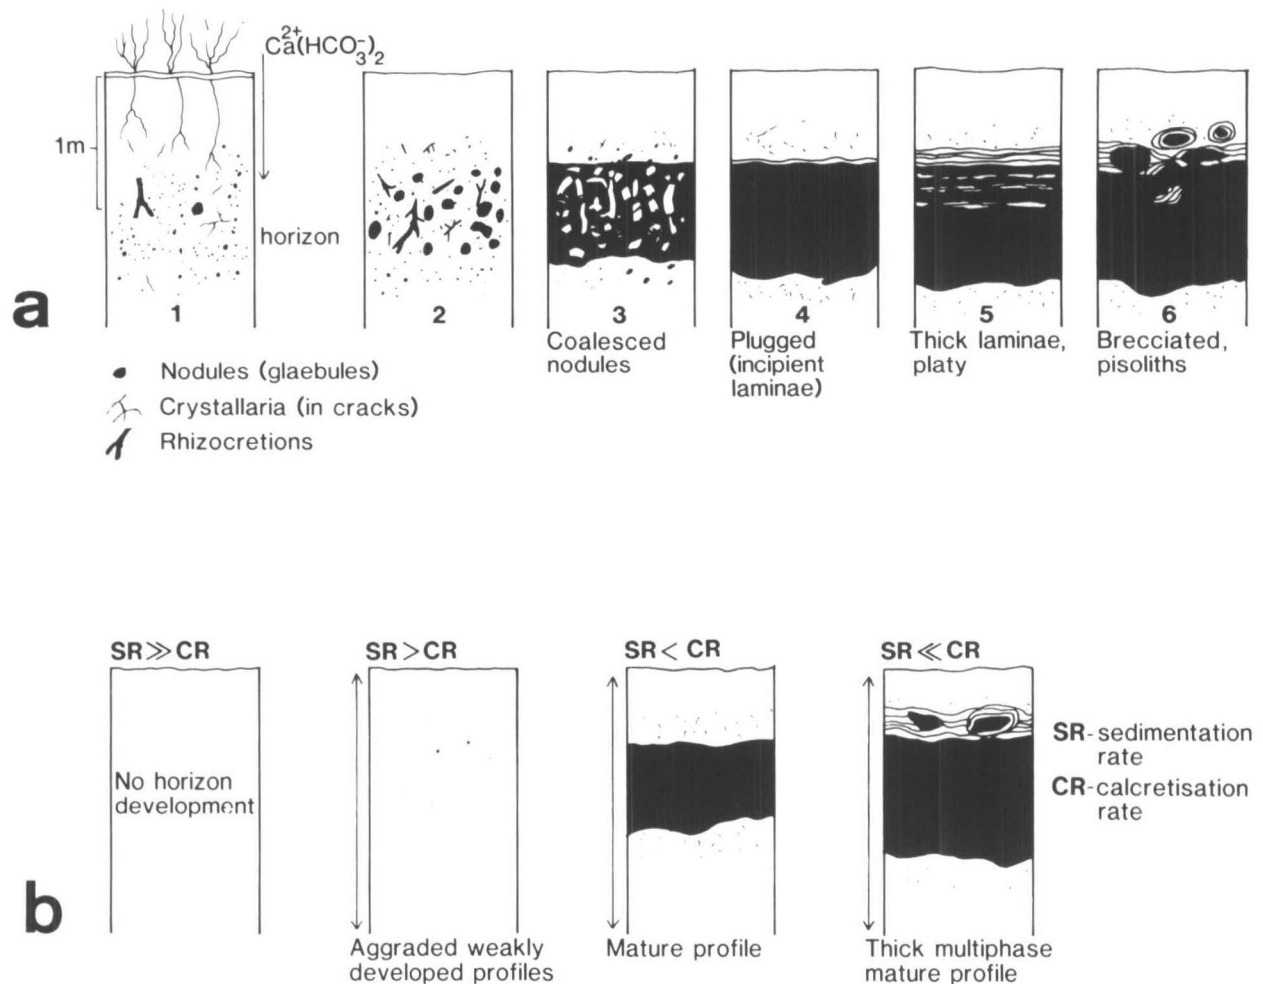 Ca²⁺(HCO₃⁻)₂
1m
horizon
a
1
2
3
4
5
6
Coalesced
nodules
Plugged
(incipient
laminae)
Thick laminae,
platy
Brecciated,
pisoliths
Nodules (glaebules)
Crystallaria (in cracks)
Rhizocretions
SR≫CR
SR>CR
SR< CR
SR≪ CR
No horizon
development
SR-sedimentation
rate
CR-calcretisation
rate
b
Aggraded weakly
developed profiles
Mature profile
Thick multiphase
mature profile